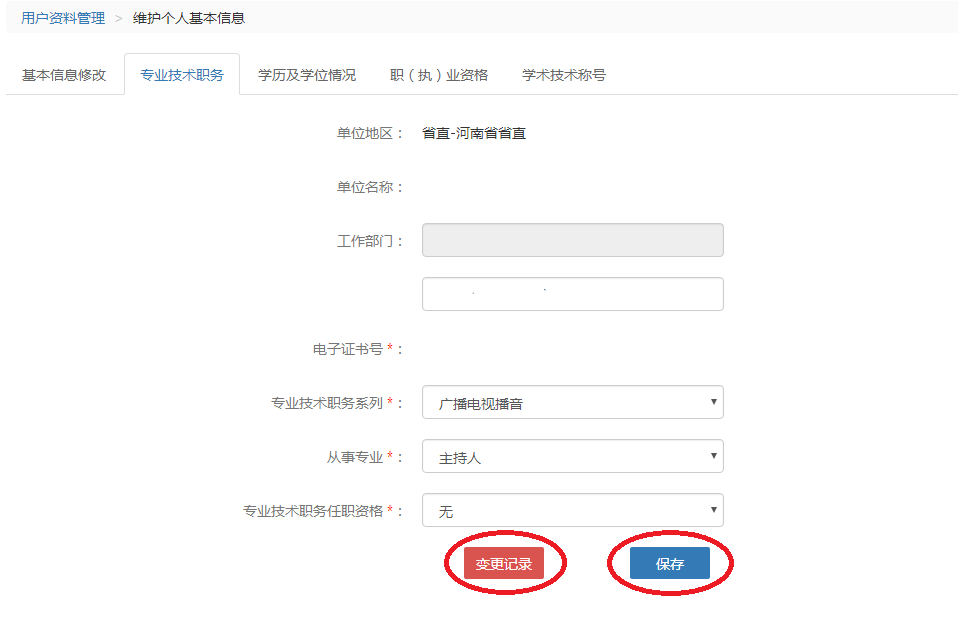 用户资料管理 > 维护个人基本信息
基本信息修改 专业技术职务 学历及学位情况 职（执）业资格 学术技术称号
单位地区： 省直-河南省省直
单位名称：
工作部门：
电子证书号 *：
专业技术职务系列 *： 广播电视播音
从事专业 *： 主持人
专业技术职务任职资格 *： 无
变更记录 保存